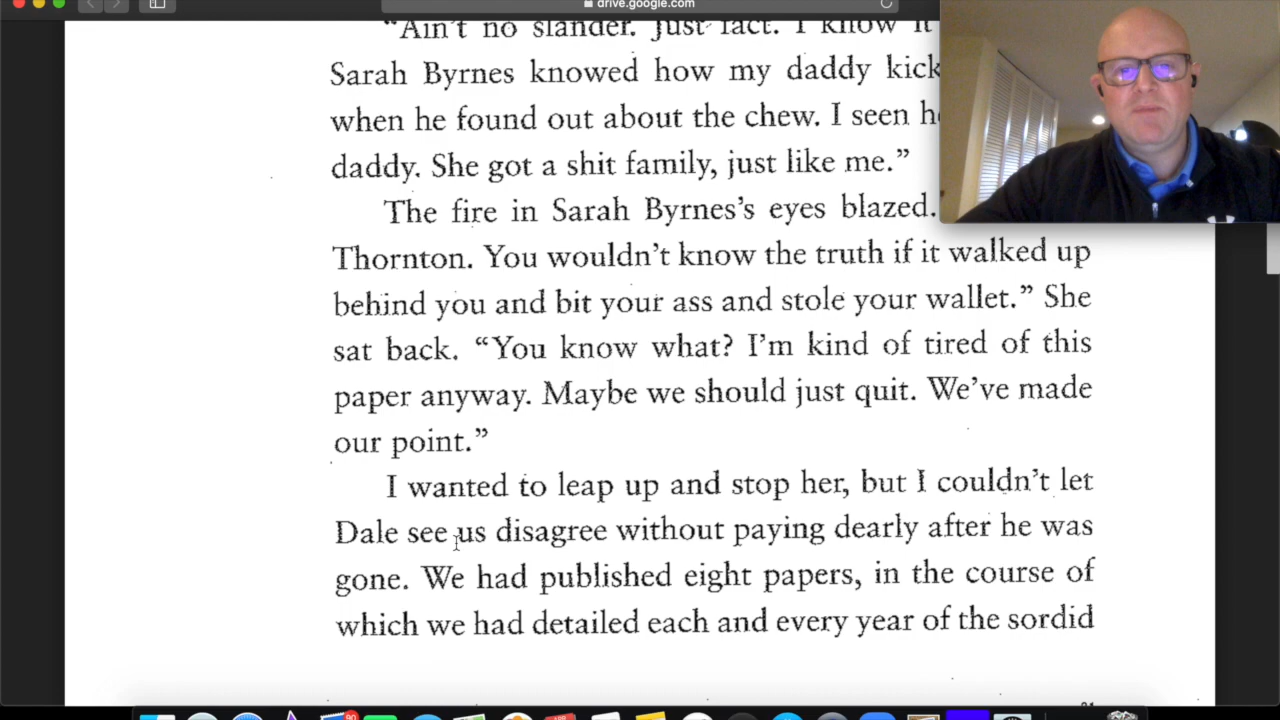 drive.google.com
“Ain't no slander. Just fact. I know it
Sarah Byrnes knowed how my daddy kick
when he found out about the chew. I seen h
daddy. She got a shit family, just like me.”
The fire in Sarah Byrnes's eyes blazed.
Thornton. You wouldn't know the truth if it walked up
behind you and bit your ass and stole your wallet.” She
sat back. “You know what? I'm kind of tired of this
paper anyway. Maybe we should just quit. We've made
our point.”
I wanted to leap up and stop her, but I couldn't let
Dale see us disagree without paying dearly after he was
gone. We had published eight papers, in the course of
which we had detailed each and every year of the sordid